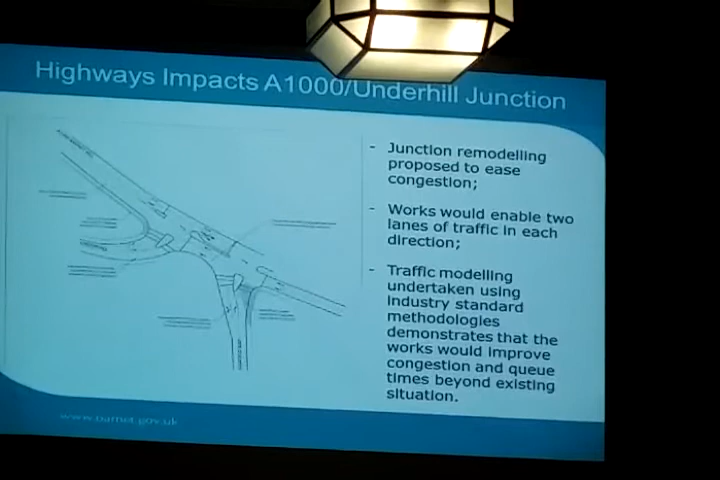 Highways Impacts A1000/Underhill Junction
- Junction remodelling
proposed to ease
congestion;
- Works would enable two
lanes of traffic in each
direction;
- Traffic modelling
undertaken using
industry standard
methodologies
demonstrates that the
works would improve
congestion and queue
times beyond existing
situation.
www.barnet.gov.uk